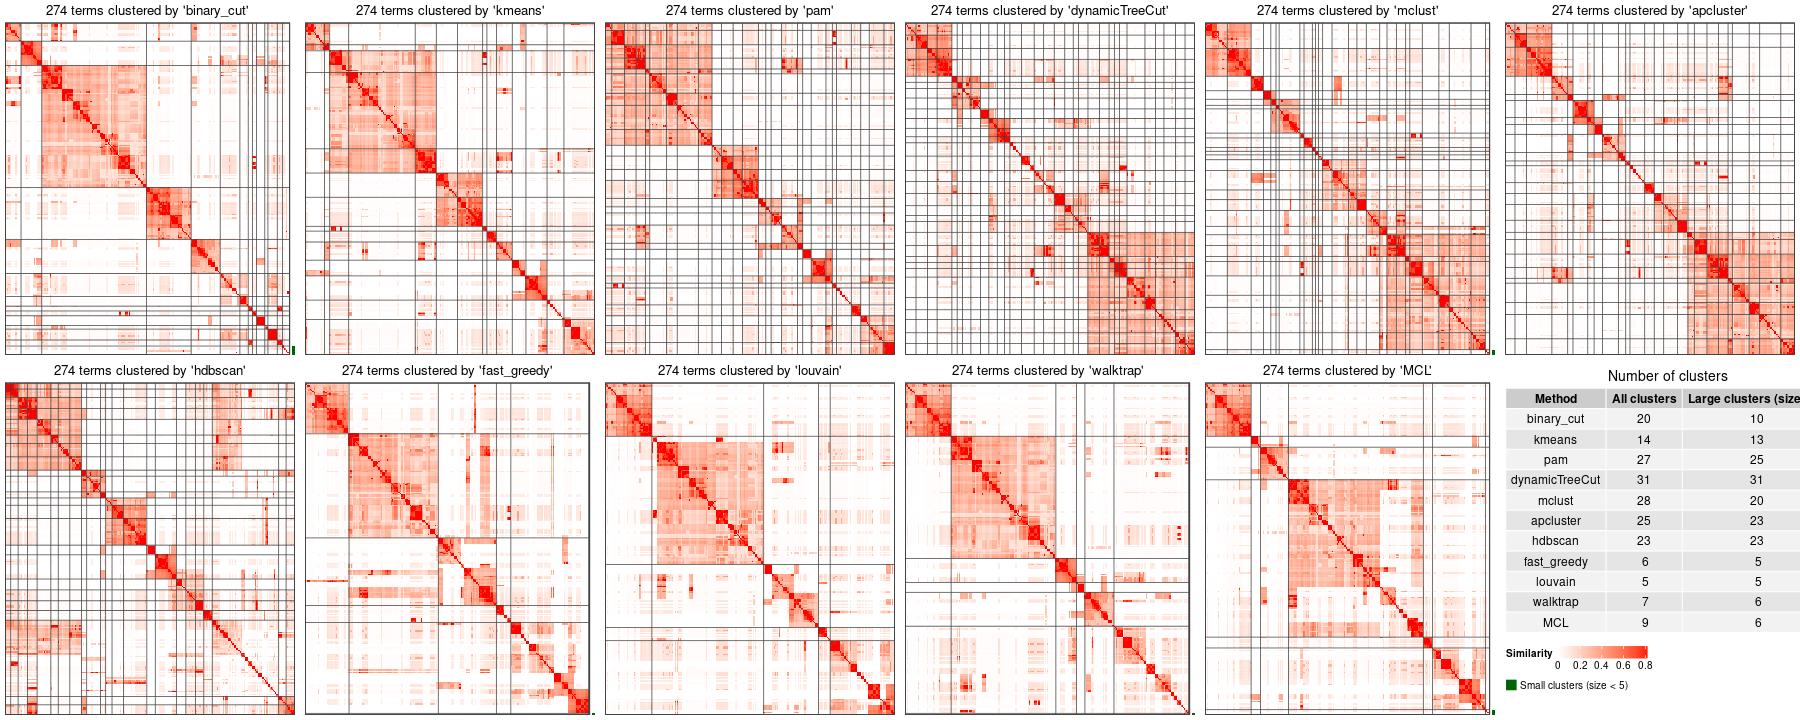 274 terms clustered by 'binary_cut'
274 terms clustered by 'kmeans'
274 terms clustered by 'pam'
274 terms clustered by 'dynamicTreeCut'
274 terms clustered by 'mclust'
274 terms clustered by 'apcluster'
274 terms clustered by 'hdbscan'
274 terms clustered by 'fast_greedy'
274 terms clustered by 'louvain'
274 terms clustered by 'walktrap'
274 terms clustered by 'MCL'
Number of clusters
Method All clusters Large clusters (size
binary_cut 20 10
kmeans 14 13
pam 27 25
dynamicTreeCut 31 31
mclust 28 20
apcluster 25 23
hdbscan 23 23
fast_greedy 6 5
louvain 5 5
walktrap 7 6
MCL 9 6
Similarity
0 0.2 0.4 0.6 0.8
Small clusters (size < 5)